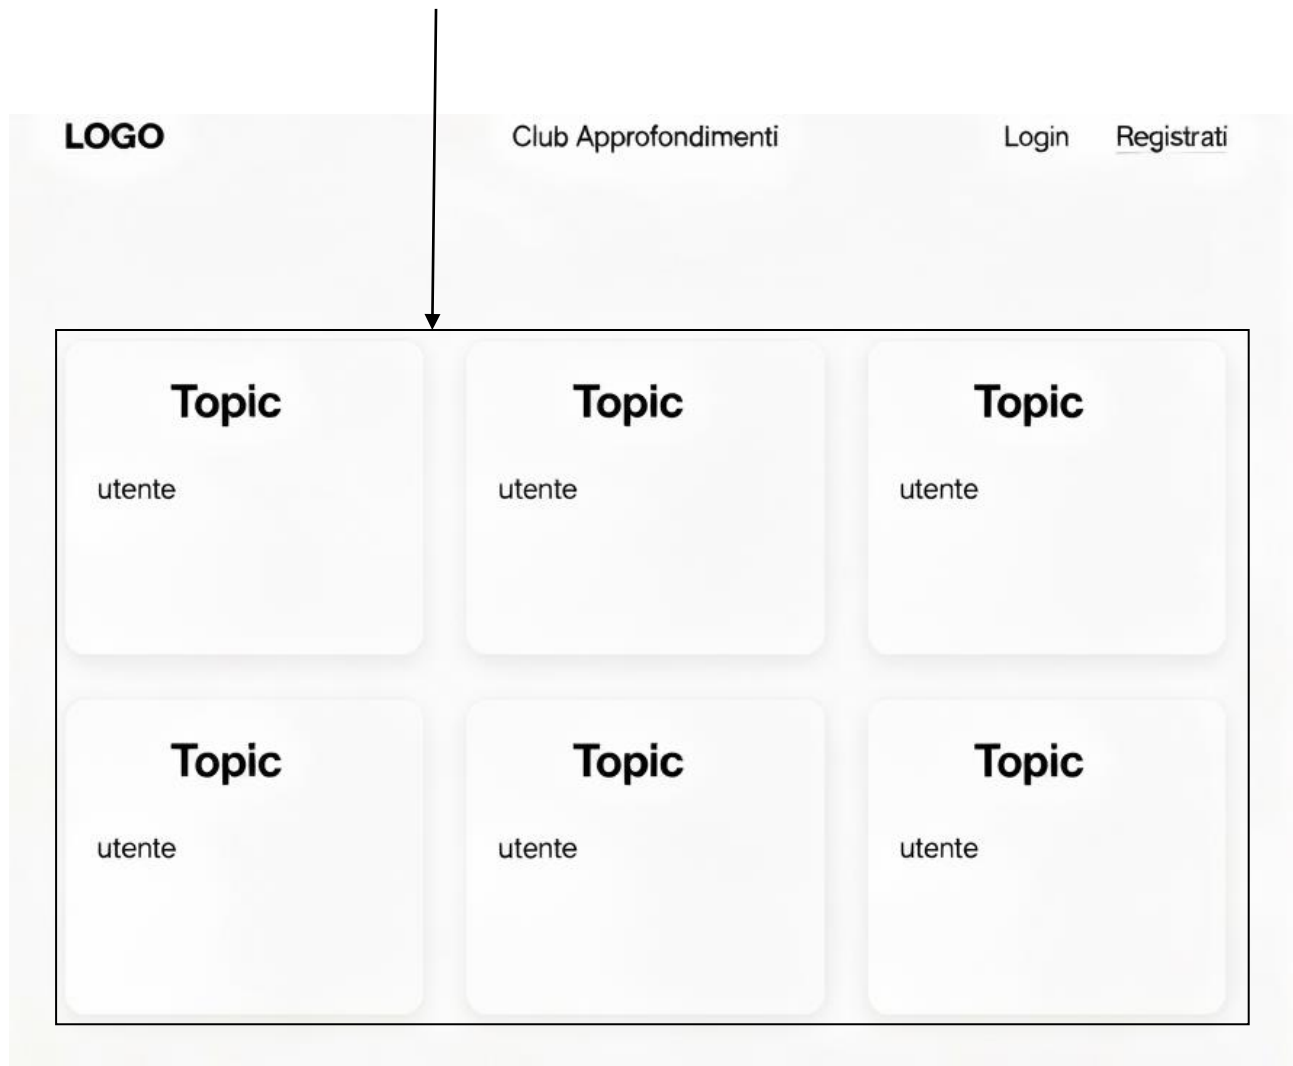 LOGO Club Approfondimenti Login Registrati
Topic Topic Topic
utente utente utente
Topic Topic Topic
utente utente utente